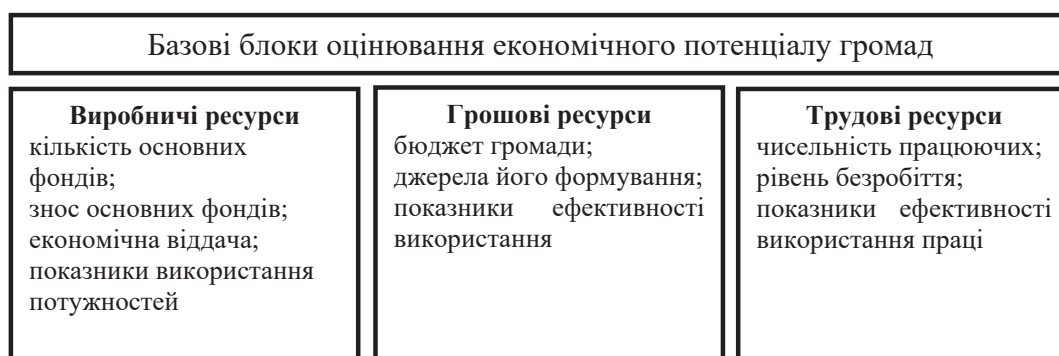 Базові блоки оцінювання економічного потенціалу громад
Виробничі ресурси
кількість основних
фондів;
знос основних фондів;
економічна віддача;
показники використання
потужностей
Грошові ресурси
бюджет громади;
джерела його формування;
показники ефективності
використання
Трудові ресурси
чисельність працюючих;
рівень безробіття;
показники ефективності
використання праці